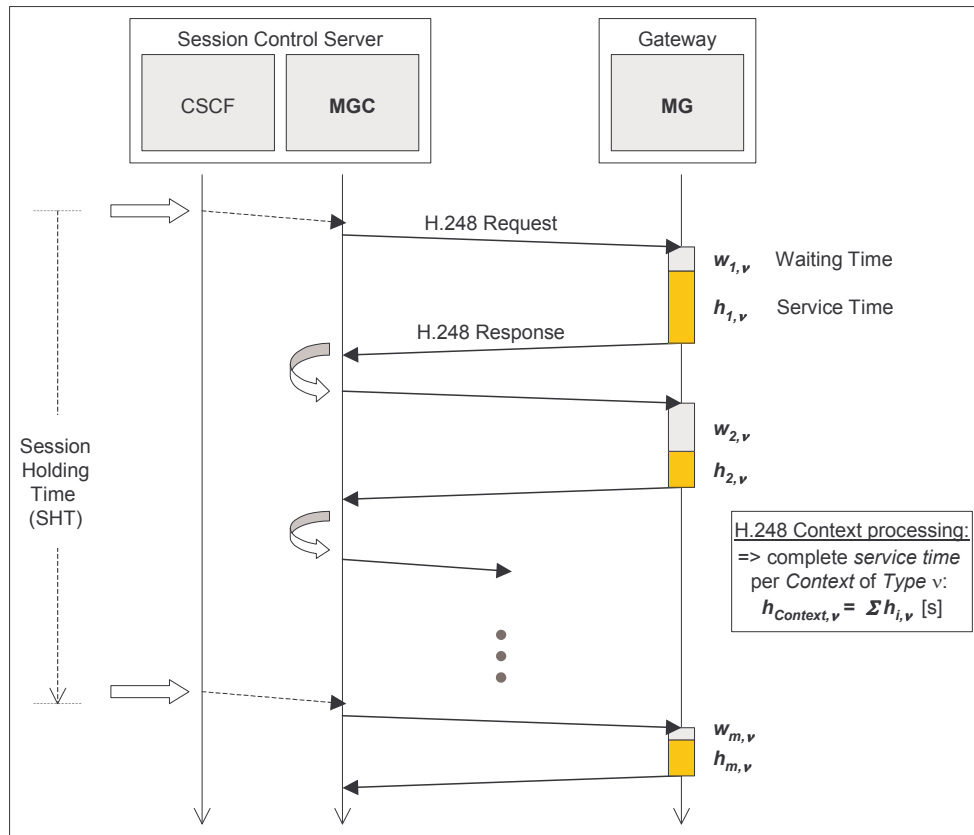 Session Control Server
Gateway
CSCF
MGC
MG
H.248 Request
w1,ν Waiting Time
h1,ν Service Time
H.248 Response
w2,ν
h2,ν
Session
Holding
Time
(SHT)
H.248 Context processing:
=> complete service time
per Context of Type ν:
hContext,ν = Σ hi,ν [s]
wm,ν
hm,ν